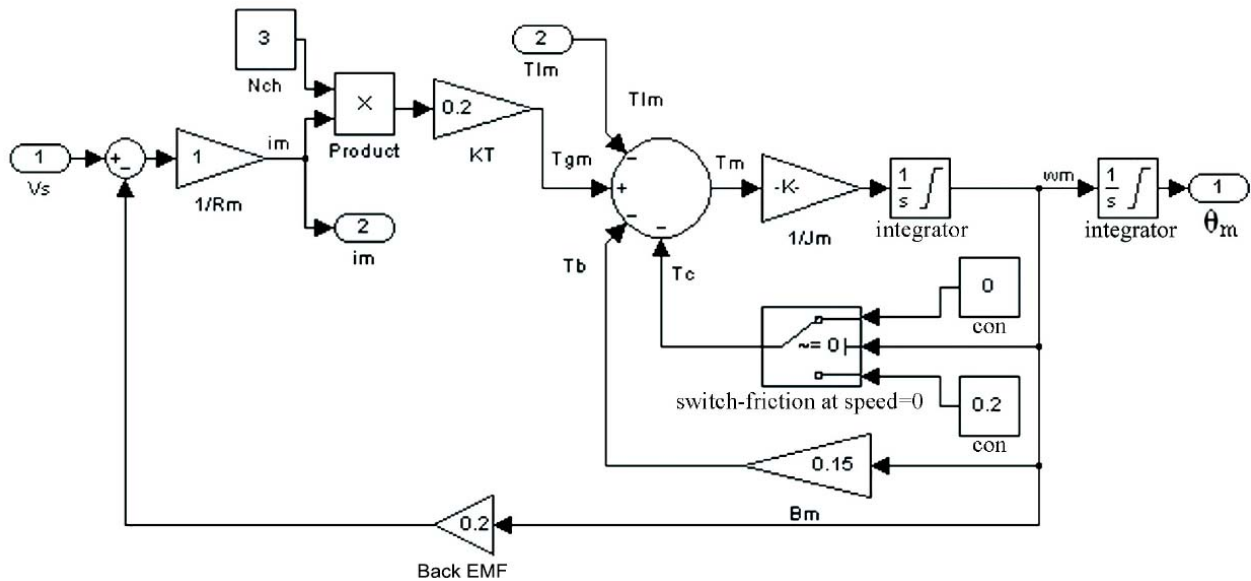 3
Nch
2
Tlm
Tlm
×
Product
0.2
KT
1
Vs
+
−
1
1/Rm
im
2
im
Tgm
−
+
−
−
Tm
-K-
1/Jm
1
s
integrator
wm
1
s
integrator
1
θm
Tb
Tc
0
con
~= 0
switch-friction at speed=0
0.2
con
0.15
Bm
0.2
Back EMF